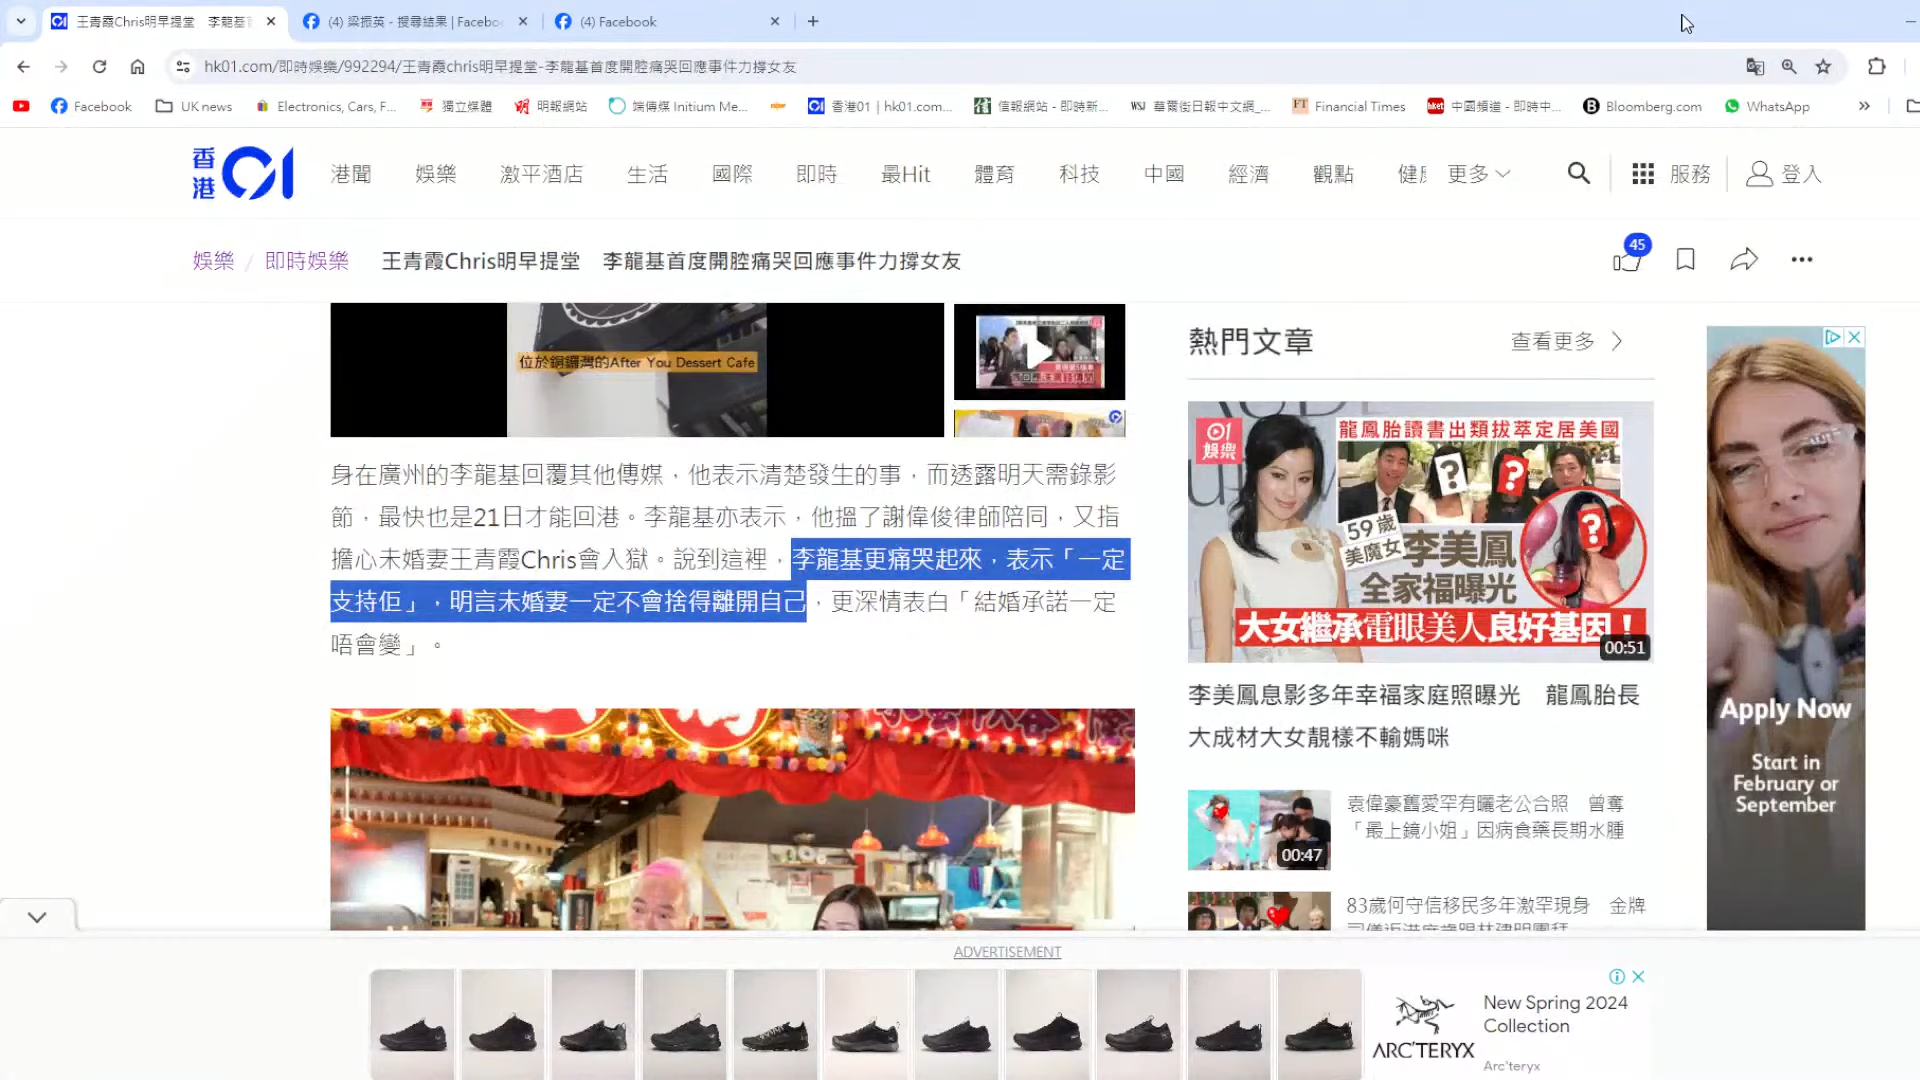 王青霞Chris明早提堂 李龍基
(4) 梁振英 - 搜尋結果 | Facebo
(4) Facebook
hk01.com/即時娛樂/992294/王青霞chris明早提堂-李龍基首度開腔痛哭回應事件力撐女友
Facebook
UK news
Electronics, Cars, F...
獨立媒體
明報網站
端傳媒 Initium Me...
香港01 | hk01.com...
信報網站 - 即時新...
WSJ
華爾街日報中文網_...
FT
Financial Times
hket
中國頻道 - 即時中...
Bloomberg.com
WhatsApp
香港01
港聞
娛樂
激平酒店
生活
國際
即時
最Hit
體育
科技
中國
經濟
觀點
更多
服務
登入
娛樂 / 即時娛樂
王青霞Chris明早提堂 李龍基首度開腔痛哭回應事件力撐女友
45
位於銅鑼灣的After You Dessert Cafe
身在廣州的李龍基回覆其他傳媒，他表示清楚發生的事，而透露明天需錄影
節，最快也是21日才能回港。李龍基亦表示，他搵了謝偉俊律師陪同，又指
擔心未婚妻王青霞Chris會入獄。說到這裡，李龍基更痛哭起來，表示「一定
支持佢」，明言未婚妻一定不會捨得離開自己，更深情表白「結婚承諾一定
唔會變」。
熱門文章
查看更多
01
娛樂
龍鳳胎讀書出類拔萃定居美國
?
?
?
59歲
美魔女
李美鳳
全家福曝光
大女繼承電眼美人良好基因！
00:51
李美鳳息影多年幸福家庭照曝光 龍鳳胎長
大成材大女靚樣不輸媽咪
00:47
袁偉豪舊愛罕有曬老公合照 曾奪
「最上鏡小姐」因病食藥長期水腫
83歲何守信移民多年激罕現身 金牌
Apply Now
Start in
February or
September
ADVERTISEMENT
ARC'TERYX
New Spring 2024
Collection
Arc'teryx